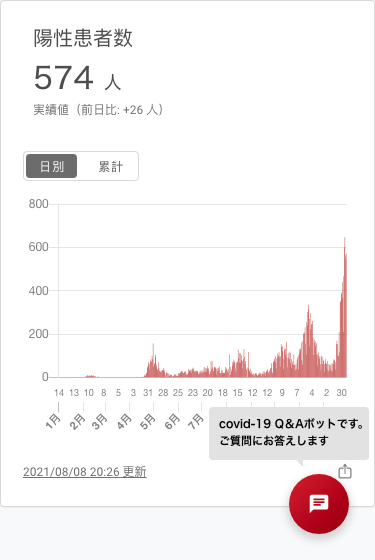 陽性患者数
574 人
実績値（前日比: +26 人）
日別 累計
800
600
400
200
0
14 13 10 8 5 3 31 28 25 23 20 18 15 12 12 9 7 4 2 30
1月 2月 3月 4月 5月 6月 7月
covid-19 Q&Aボットです。
ご質問にお答えします
2021/08/08 20:26 更新